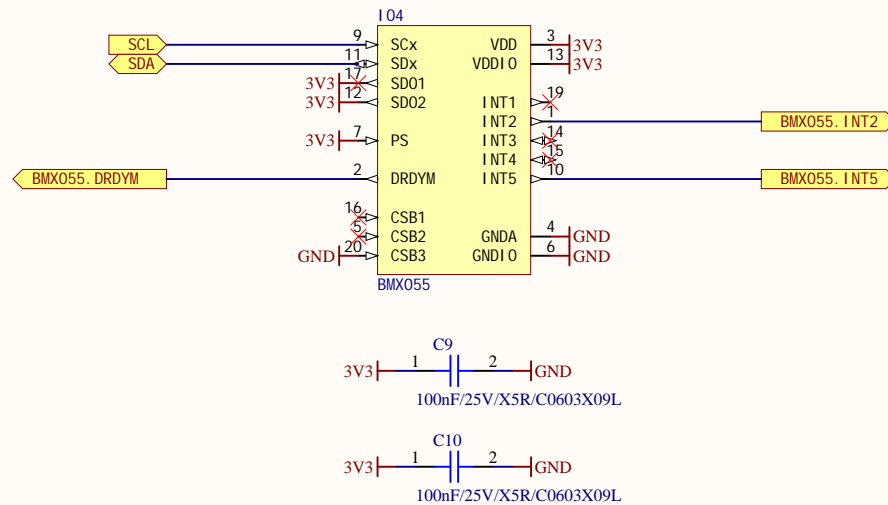 IO4
SCL 9 SCx VDD 3 3V3
SDA 11 SDx VDDIO 13 3V3
3V3 17 SDO1
3V3 12 SDO2 INT1 19
INT2 1 BMX055.INT2
3V3 7 PS INT3 14
INT4 15
BMX055.DRDYM 2 DRDYM INT5 10 BMX055.INT5
16 CSB1
5 CSB2 GNDA 4 GND
GND 20 CSB3 GNDIO 6 GND
BMX055
C9
3V3 1 2 GND
100nF/25V/X5R/C0603X09L
C10
3V3 1 2 GND
100nF/25V/X5R/C0603X09L